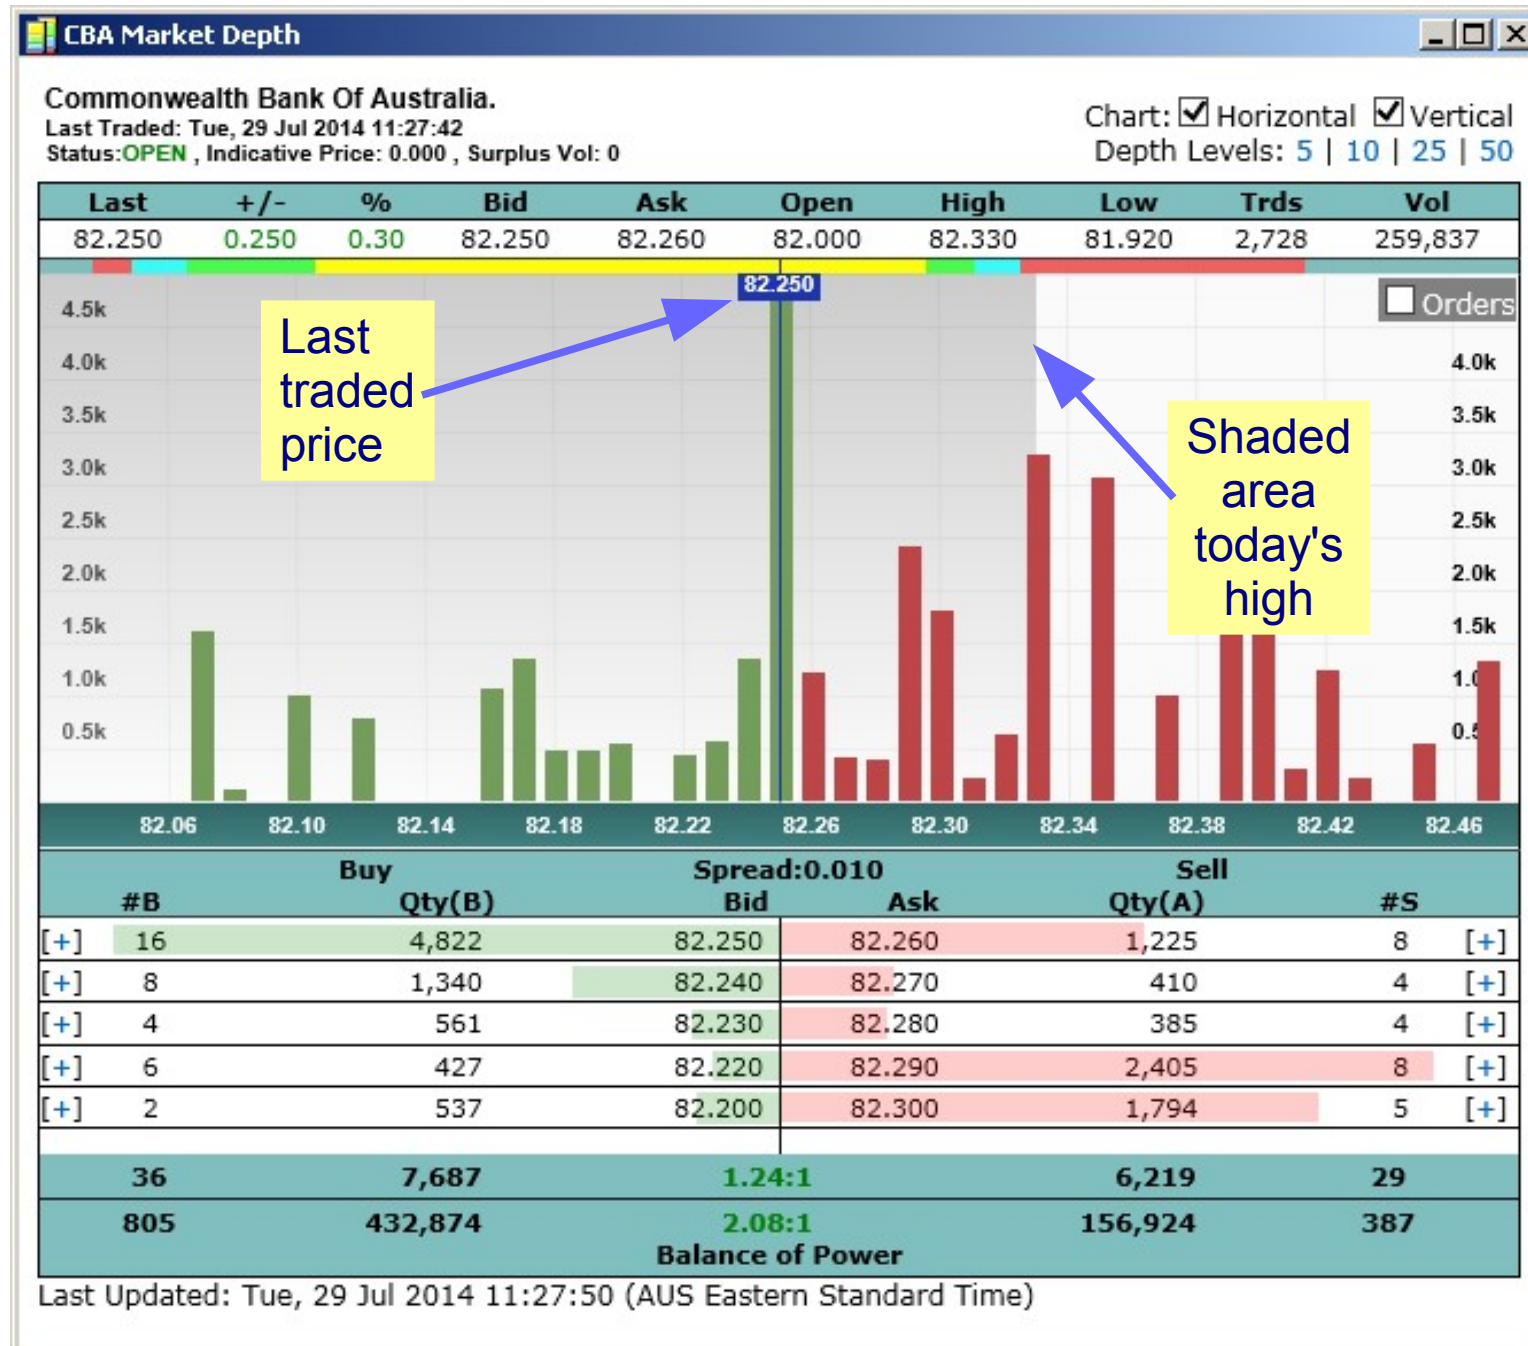 CBA Market Depth
Commonwealth Bank Of Australia.
Last Traded: Tue, 29 Jul 2014 11:27:42
Status:OPEN , Indicative Price: 0.000 , Surplus Vol: 0
Chart: Horizontal Vertical
Depth Levels: 5 | 10 | 25 | 50
Last +/- % Bid Ask Open High Low Trds Vol
82.250 0.250 0.30 82.250 82.260 82.000 82.330 81.920 2,728 259,837
82.250
Orders
4.5k
4.0k
3.5k
3.0k
2.5k
2.0k
1.5k
1.0k
0.5k
Last
traded
price
Shaded
area
today's
high
4.0k
3.5k
3.0k
2.5k
2.0k
1.5k
82.06 82.10 82.14 82.18 82.22 82.26 82.30 82.34 82.38 82.42 82.46
Buy Spread:0.010 Sell
#B Qty(B) Bid Ask Qty(A) #S
[+] 16 4,822 82.250 82.260 1,225 8 [+]
[+] 8 1,340 82.240 82.270 410 4 [+]
[+] 4 561 82.230 82.280 385 4 [+]
[+] 6 427 82.220 82.290 2,405 8 [+]
[+] 2 537 82.200 82.300 1,794 5 [+]
36 7,687 1.24:1 6,219 29
805 432,874 2.08:1 156,924 387
Balance of Power
Last Updated: Tue, 29 Jul 2014 11:27:50 (AUS Eastern Standard Time)